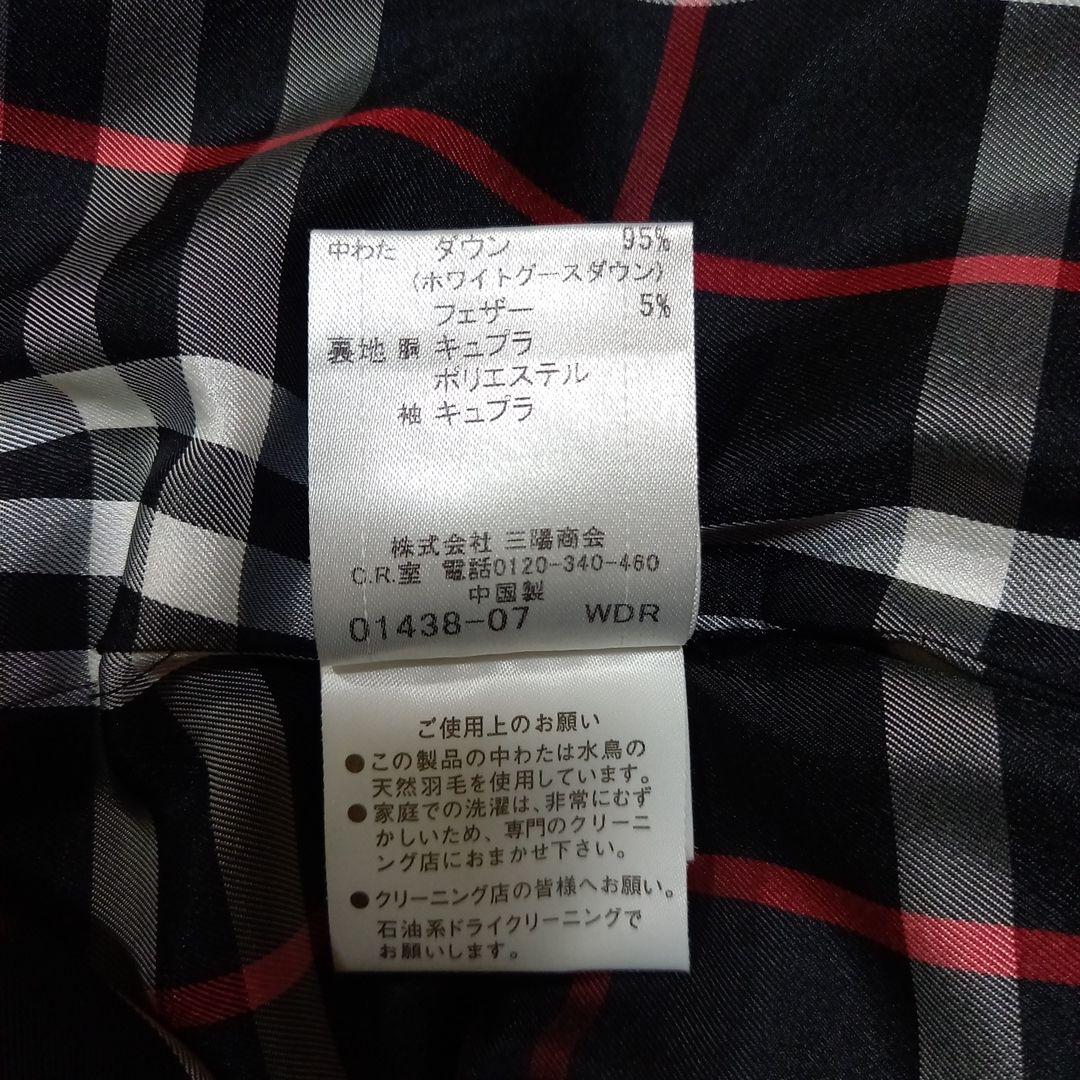 中わた ダウン 95%
(ホワイトグースダウン)
フェザー 5%
裏地 胴 キュプラ
ポリエステル
袖 キュプラ
株式会社 三陽商会
C.R.室 電話0120-340-460
中国製
01438-07 WDR
ご使用上のお願い
●この製品の中わたは水鳥の
天然羽毛を使用しています。
●家庭での洗濯は、非常にむず
かしいため、専門のクリーニ
ング店におまかせ下さい。
●クリーニング店の皆様へお願い。
石油系ドライクリーニングで
お願いします。